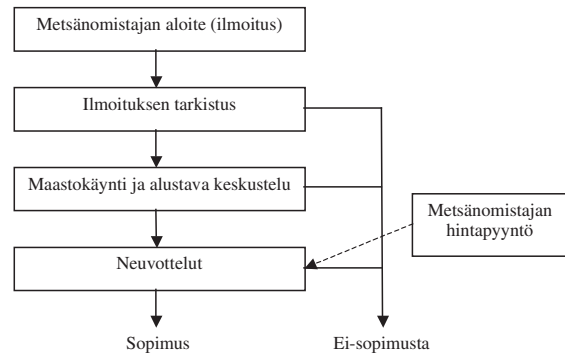 Metsänomistajan aloite (ilmoitus)
Ilmoituksen tarkistus
Maastokäynti ja alustava keskustelu
Metsänomistajan
hintapyyntö
Neuvottelut
Sopimus
Ei-sopimusta